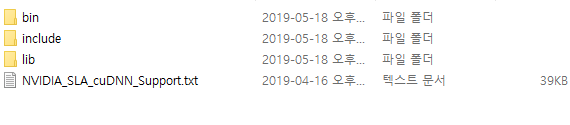 bin 2019-05-18 오후... 파일 폴더
include 2019-05-18 오후... 파일 폴더
lib 2019-05-18 오후... 파일 폴더
NVIDIA_SLA_cuDNN_Support.txt 2019-04-16 오후... 텍스트 문서 39KB